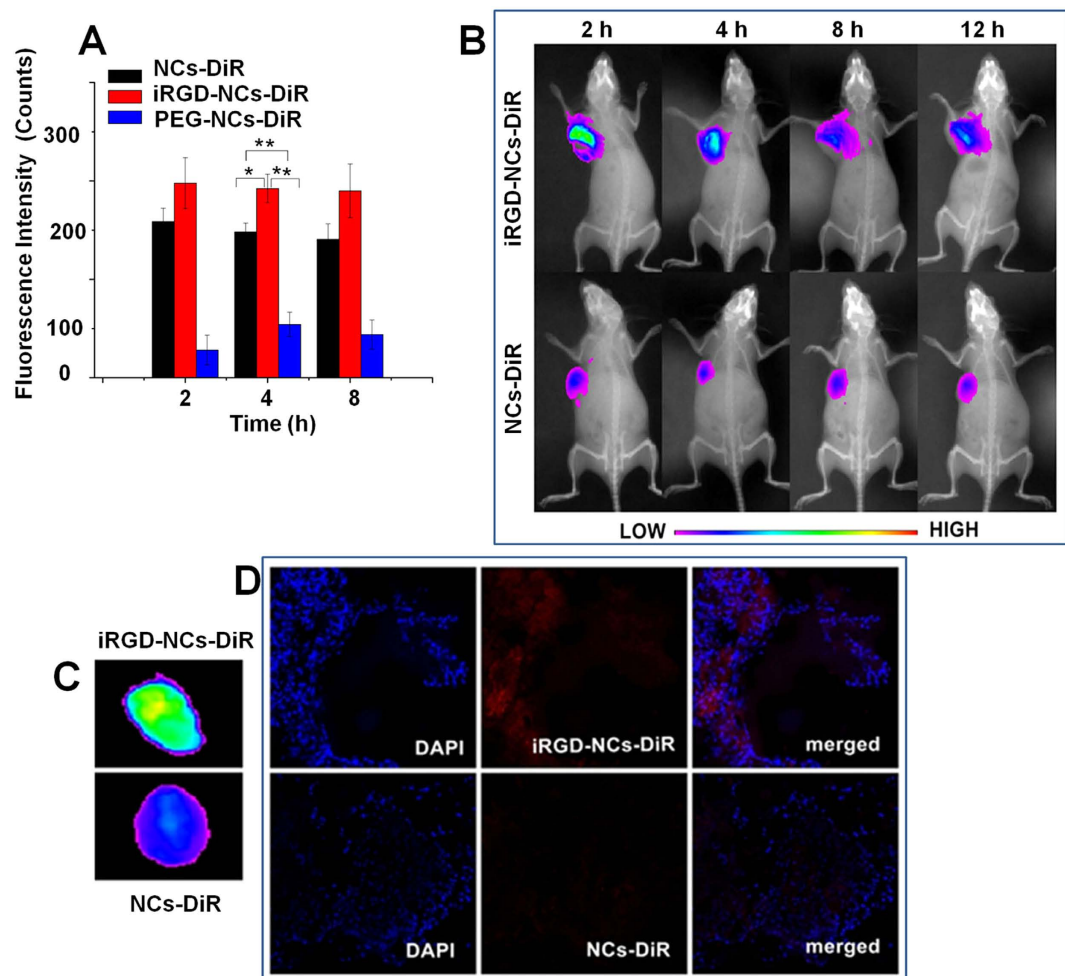 A
NCs-DiR
iRGD-NCs-DiR
PEG-NCs-DiR
Fluorescence Intensity (Counts)
300
200
100
0
** 
* **
2 4 8
Time (h)
B
2 h 4 h 8 h 12 h
iRGD-NCs-DiR
NCs-DiR
LOW HIGH
C
iRGD-NCs-DiR
NCs-DiR
D
DAPI iRGD-NCs-DiR merged
DAPI NCs-DiR merged